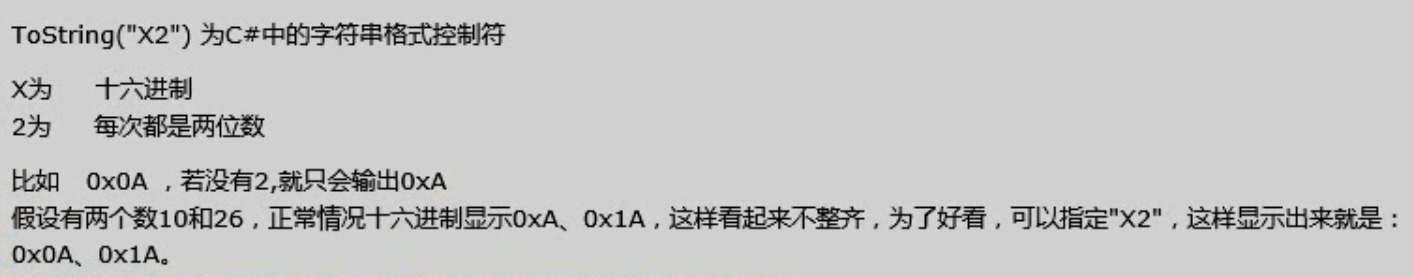 ToString("X2") 为C#中的字符串格式控制符
X为 十六进制
2为 每次都是两位数
比如 0x0A ，若没有2,就只会输出0xA
假设有两个数10和26，正常情况十六进制显示0xA、0x1A，这样看起来不整齐，为了好看，可以指定"X2"，这样显示出来就是：
0x0A、0x1A。